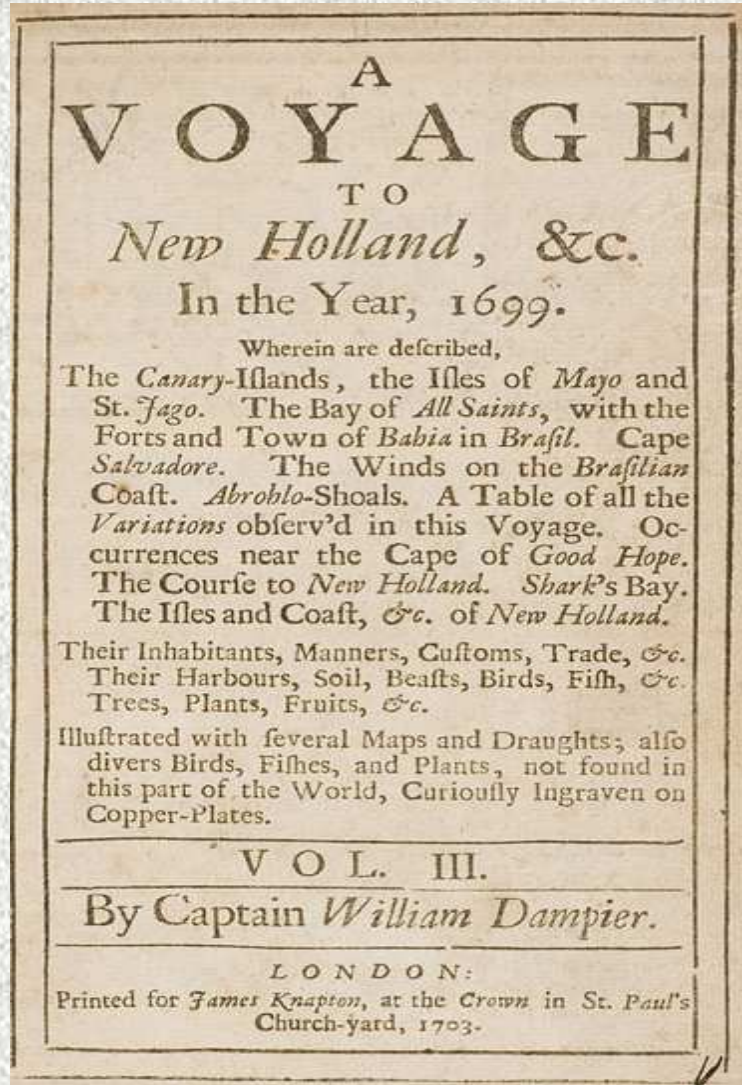 A
VOYAGE
TO
New Holland, &c.
In the Year, 1699.
Wherein are deſcribed,
The Canary-Iſlands, the Iſles of Mayo and
St. Jago. The Bay of All Saints, with the
Forts and Town of Bahia in Braſil. Cape
Salvadore. The Winds on the Braſilian
Coaſt. Abrohlo-Shoals. A Table of all the
Variations obſerv'd in this Voyage. Oc-
currences near the Cape of Good Hope.
The Courſe to New Holland. Shark's Bay.
The Iſles and Coaſt, &c. of New Holland.
Their Inhabitants, Manners, Cuſtoms, Trade, &c.
Their Harbours, Soil, Beaſts, Birds, Fiſh, &c.
Trees, Plants, Fruits, &c.
Illuſtrated with ſeveral Maps and Draughts; alſo
divers Birds, Fiſhes, and Plants, not found in
this part of the World, Curiouſly Ingraven on
Copper-Plates.
VOL. III.
By Captain William Dampier.
LONDON:
Printed for James Knapton, at the Crown in St. Paul's
Church-yard, 1703.